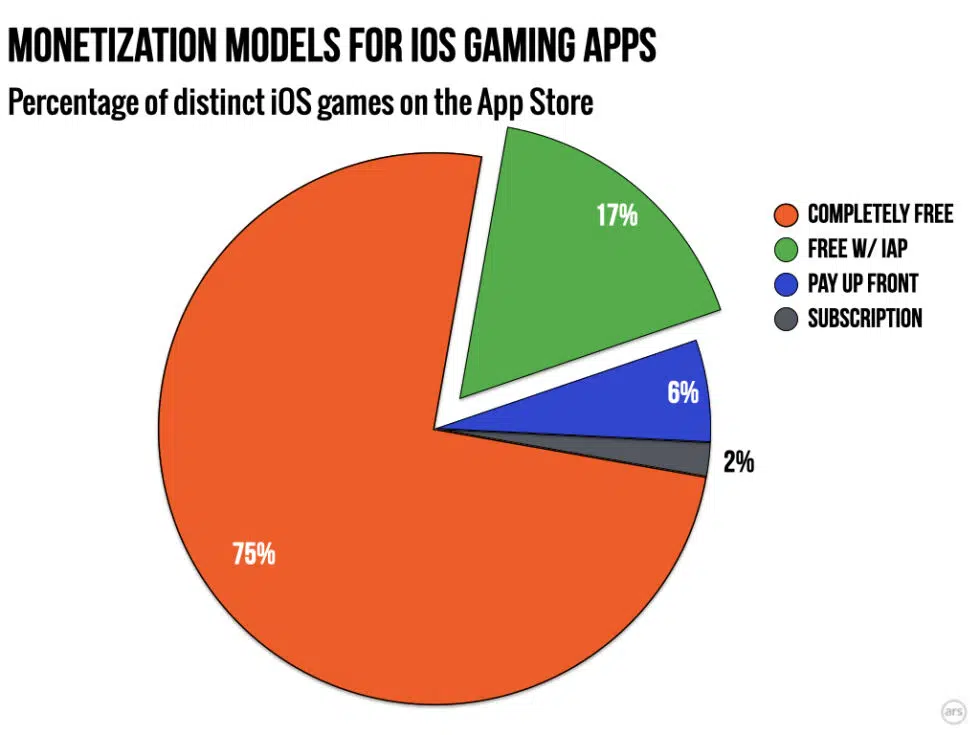 MONETIZATION MODELS FOR IOS GAMING APPS
Percentage of distinct iOS games on the App Store
17%
COMPLETELY FREE
FREE W/ IAP
PAY UP FRONT
SUBSCRIPTION
6%
2%
75%
ars